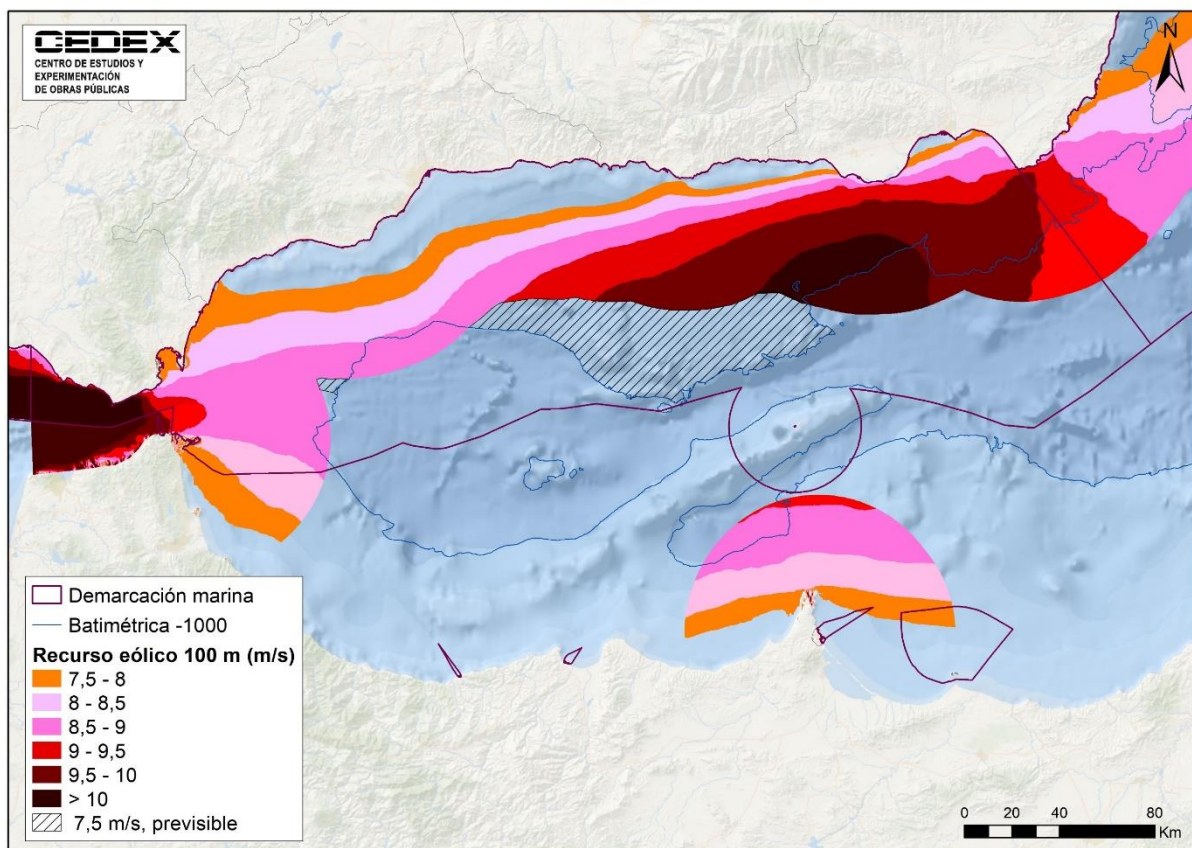 CEDEX
CENTRO DE ESTUDIOS Y
EXPERIMENTACIÓN
DE OBRAS PÚBLICAS
N
Demarcación marina
Batimétrica -1000
Recurso eólico 100 m (m/s)
7,5 - 8
8 - 8,5
8,5 - 9
9 - 9,5
9,5 - 10
> 10
7,5 m/s, previsible
0 20 40 80
Km